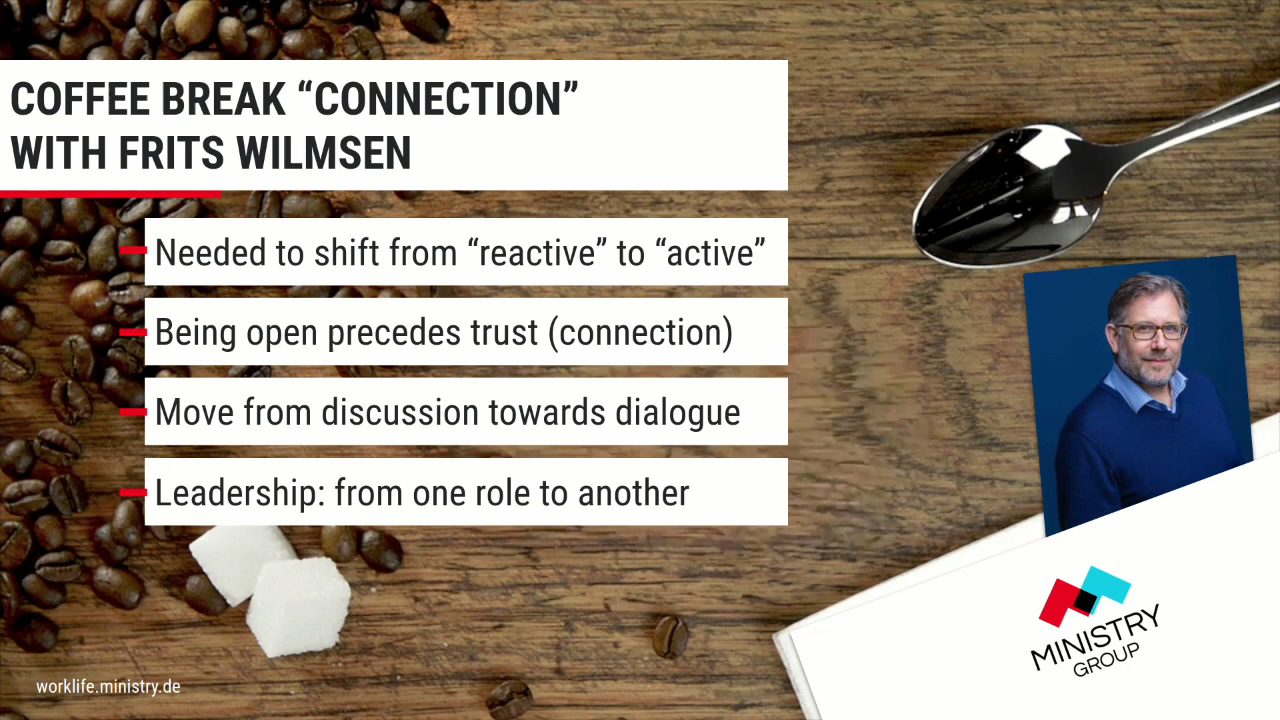 COFFEE BREAK “CONNECTION”
WITH FRITS WILMSEN
Needed to shift from “reactive” to “active”
Being open precedes trust (connection)
Move from discussion towards dialogue
Leadership: from one role to another
MINISTRY
GROUP
worklife.ministry.de